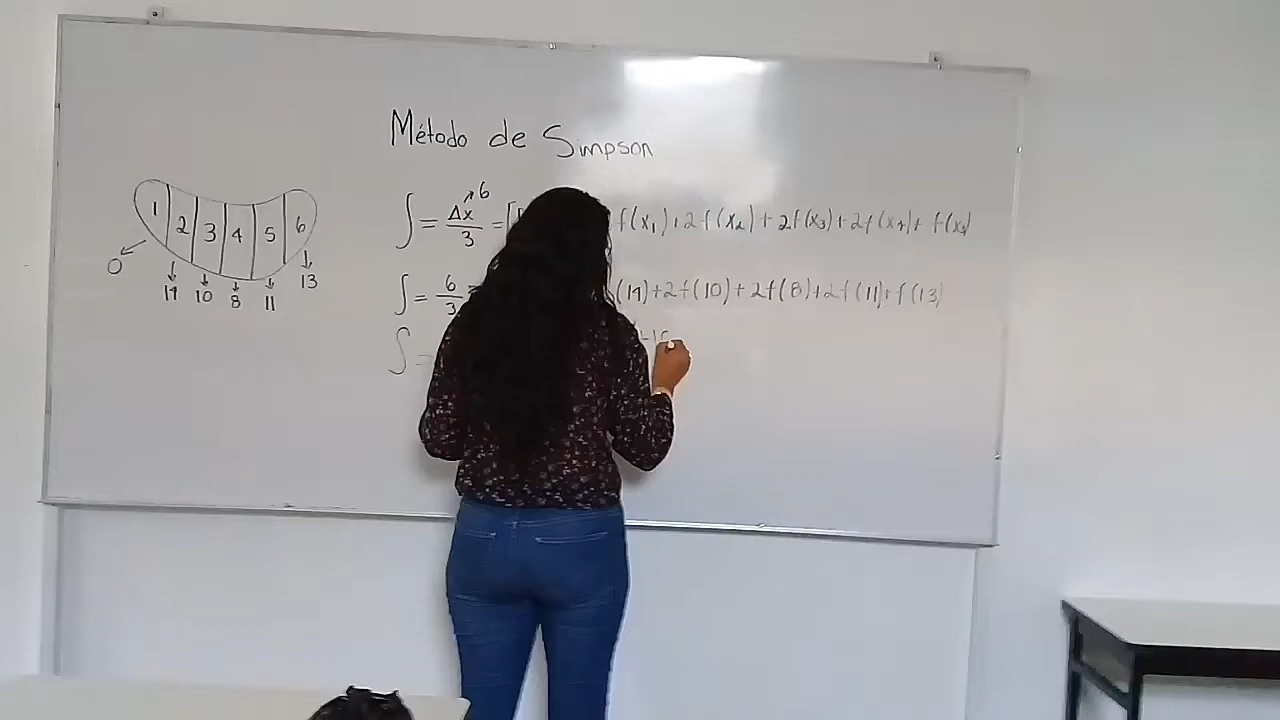 Método de Simpson
1 2 3 4 5 6
0
14 10 8 11 13
∫ = Δx/3 = [ f(x₁)+2f(x₂)+2f(x₃)+2f(x₄)+f(x₅)
6
∫ = 6/3 (14)+2f(10)+2f(8)+2f(11)+f(13)
∫ =